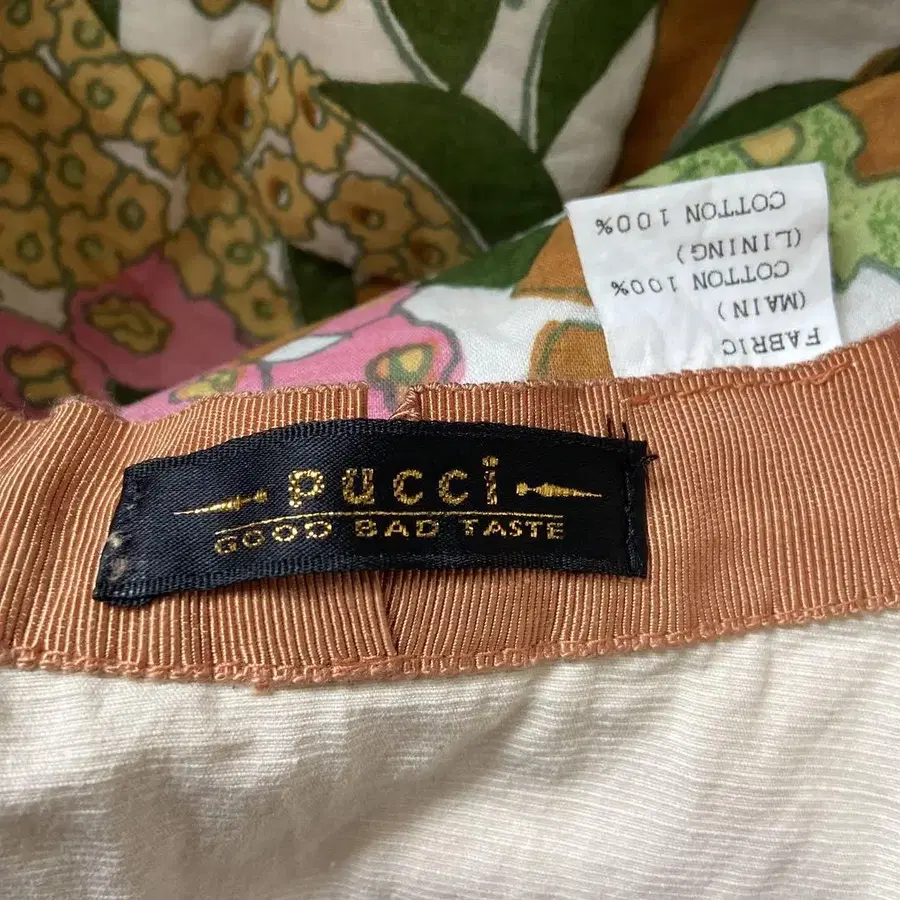 pucci
GOOD BAD TASTE
FABRIC
(MAIN)
COTTON 100%
(LINING)
COTTON 100%